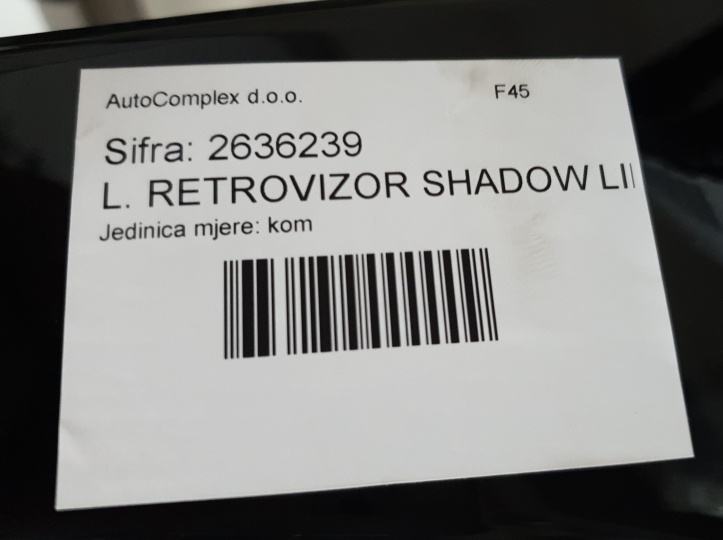 AutoComplex d.o.o.
F45
Sifra: 2636239
L. RETROVIZOR SHADOW
Jedinica mjere: kom